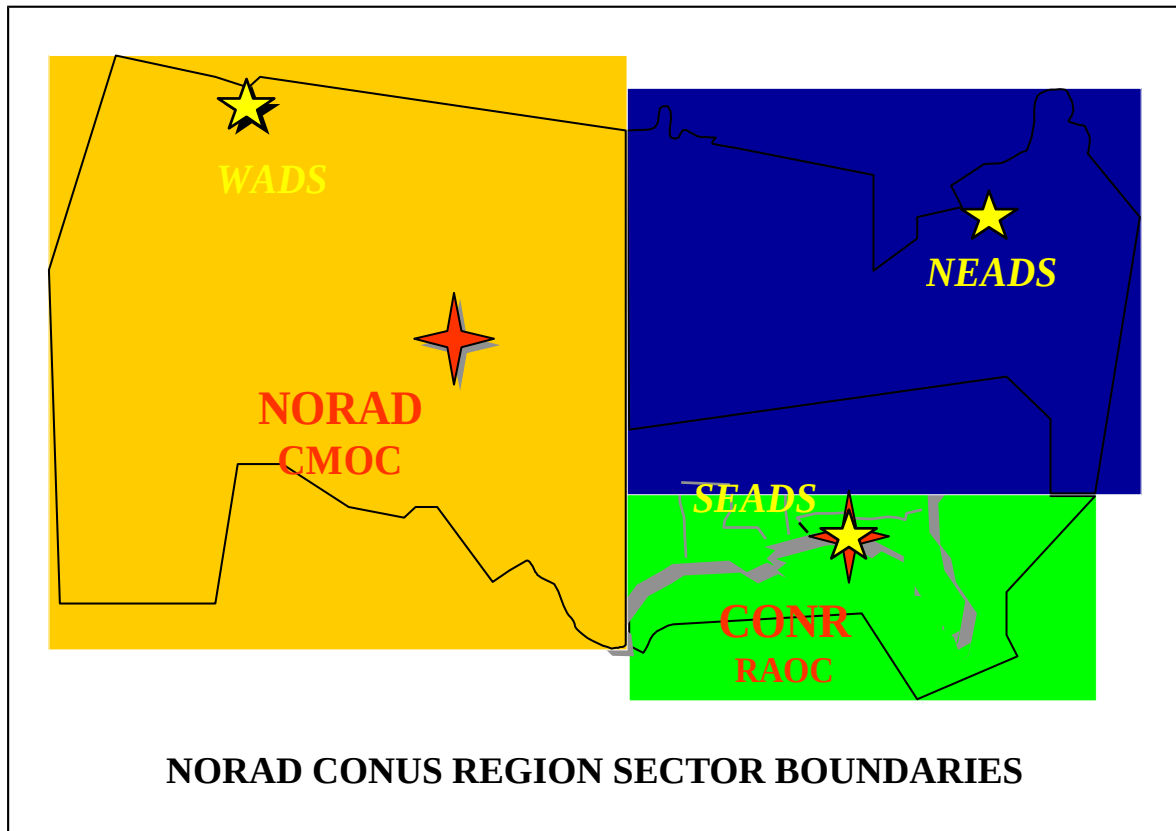 WADS
NEADS
NORAD
CMOC
SEADS
CONR
RAOC
NORAD CONUS REGION SECTOR BOUNDARIES